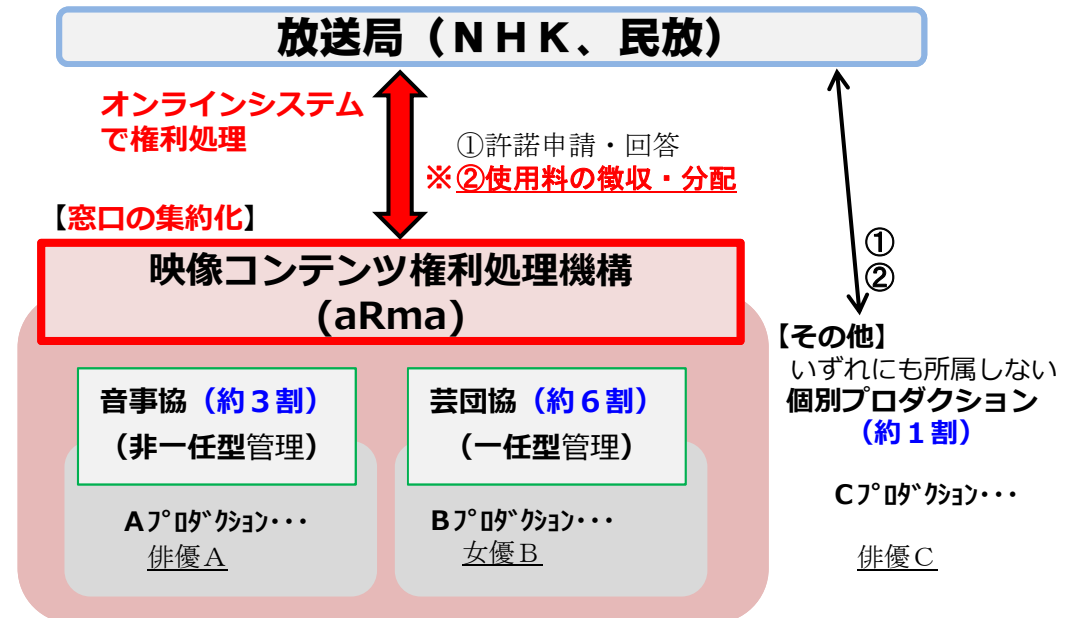 放送局（ＮＨＫ、民放）
オンラインシステム
で権利処理
①許諾申請・回答
※②使用料の徴収・分配
【窓口の集約化】
映像コンテンツ権利処理機構
(aRma)
①
②
【その他】
いずれにも所属しない
個別プロダクション
（約１割）
音事協（約３割）
（非一任型管理）
芸団協（約６割）
（一任型管理）
Aﾌﾟﾛﾀﾞｸｼｮﾝ・・・
俳優Ａ
Bﾌﾟﾛﾀﾞｸｼｮﾝ・・・
女優Ｂ
Cﾌﾟﾛﾀﾞｸｼｮﾝ・・・
俳優Ｃ